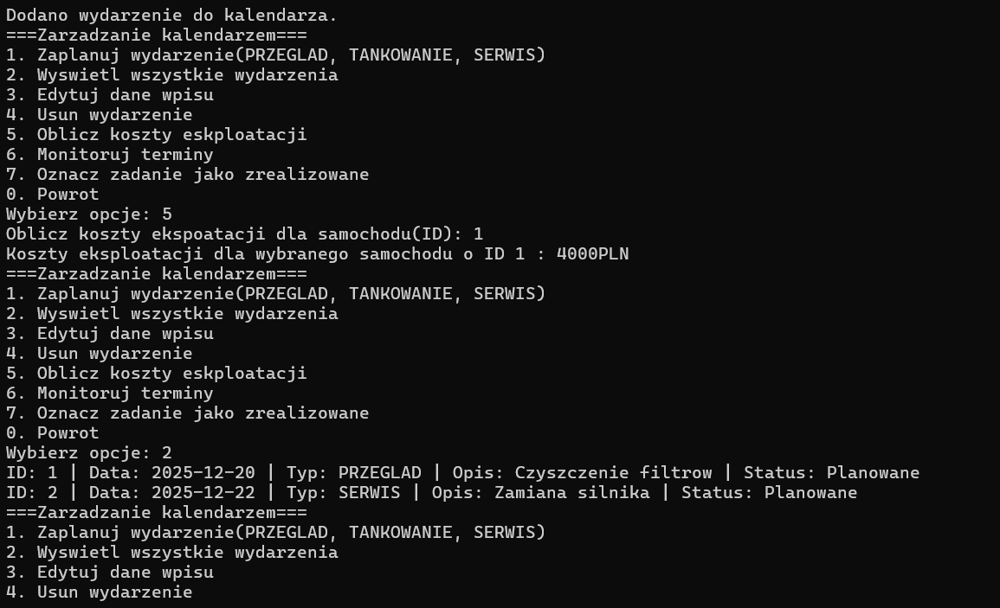 Dodano wydarzenie do kalendarza.
===Zarzadzanie kalendarzem===
1. Zaplanuj wydarzenie(PRZEGLAD, TANKOWANIE, SERWIS)
2. Wyswietl wszystkie wydarzenia
3. Edytuj dane wpisu
4. Usun wydarzenie
5. Oblicz koszty eskploatacji
6. Monitoruj terminy
7. Oznacz zadanie jako zrealizowane
0. Powrot
Wybierz opcje: 5
Oblicz koszty ekspoatacji dla samochodu(ID): 1
Koszty eksploatacji dla wybranego samochodu o ID 1 : 4000PLN
===Zarzadzanie kalendarzem===
1. Zaplanuj wydarzenie(PRZEGLAD, TANKOWANIE, SERWIS)
2. Wyswietl wszystkie wydarzenia
3. Edytuj dane wpisu
4. Usun wydarzenie
5. Oblicz koszty eskploatacji
6. Monitoruj terminy
7. Oznacz zadanie jako zrealizowane
0. Powrot
Wybierz opcje: 2
ID: 1 | Data: 2025-12-20 | Typ: PRZEGLAD | Opis: Czyszczenie filtrow | Status: Planowane
ID: 2 | Data: 2025-12-22 | Typ: SERWIS | Opis: Zamiana silnika | Status: Planowane
===Zarzadzanie kalendarzem===
1. Zaplanuj wydarzenie(PRZEGLAD, TANKOWANIE, SERWIS)
2. Wyswietl wszystkie wydarzenia
3. Edytuj dane wpisu
4. Usun wydarzenie